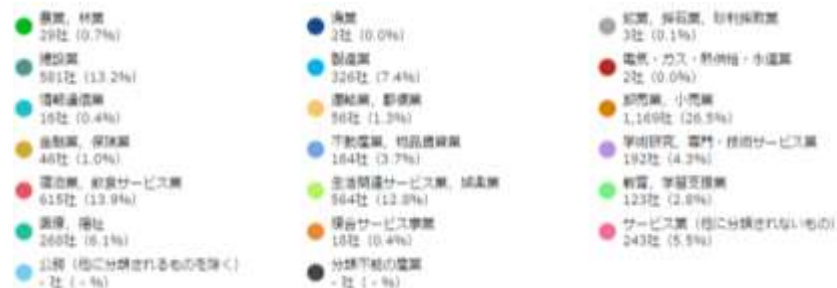 農業、林業
29社 (0.7%)
漁業
2社 (0.0%)
鉱業、採石業、砂利採取業
3社 (0.1%)
建設業
581社 (13.2%)
製造業
326社 (7.4%)
電気・ガス・熱供給・水道業
2社 (0.0%)
情報通信業
16社 (0.4%)
運輸業、郵便業
56社 (1.3%)
卸売業、小売業
1,169社 (26.5%)
金融業、保険業
46社 (1.0%)
不動産業、物品賃貸業
164社 (3.7%)
学術研究、専門・技術サービス業
192社 (4.3%)
宿泊業、飲食サービス業
615社 (13.9%)
生活関連サービス業、娯楽業
564社 (12.8%)
教育、学習支援業
123社 (2.8%)
医療、福祉
268社 (6.1%)
複合サービス事業
18社 (0.4%)
サービス業 (他に分類されないもの)
243社 (5.5%)
公務 (他に分類されるものを除く)
- 社 ( - %)
分類不能の産業
- 社 ( - %)